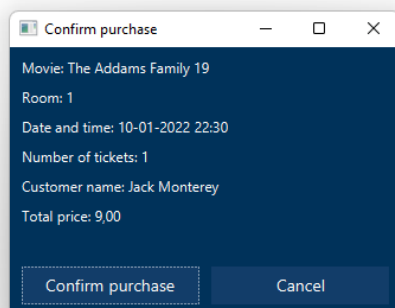 Confirm purchase
Movie: The Addams Family 19
Room: 1
Date and time: 10-01-2022 22:30
Number of tickets: 1
Customer name: Jack Monterey
Total price: 9,00
Confirm purchase Cancel